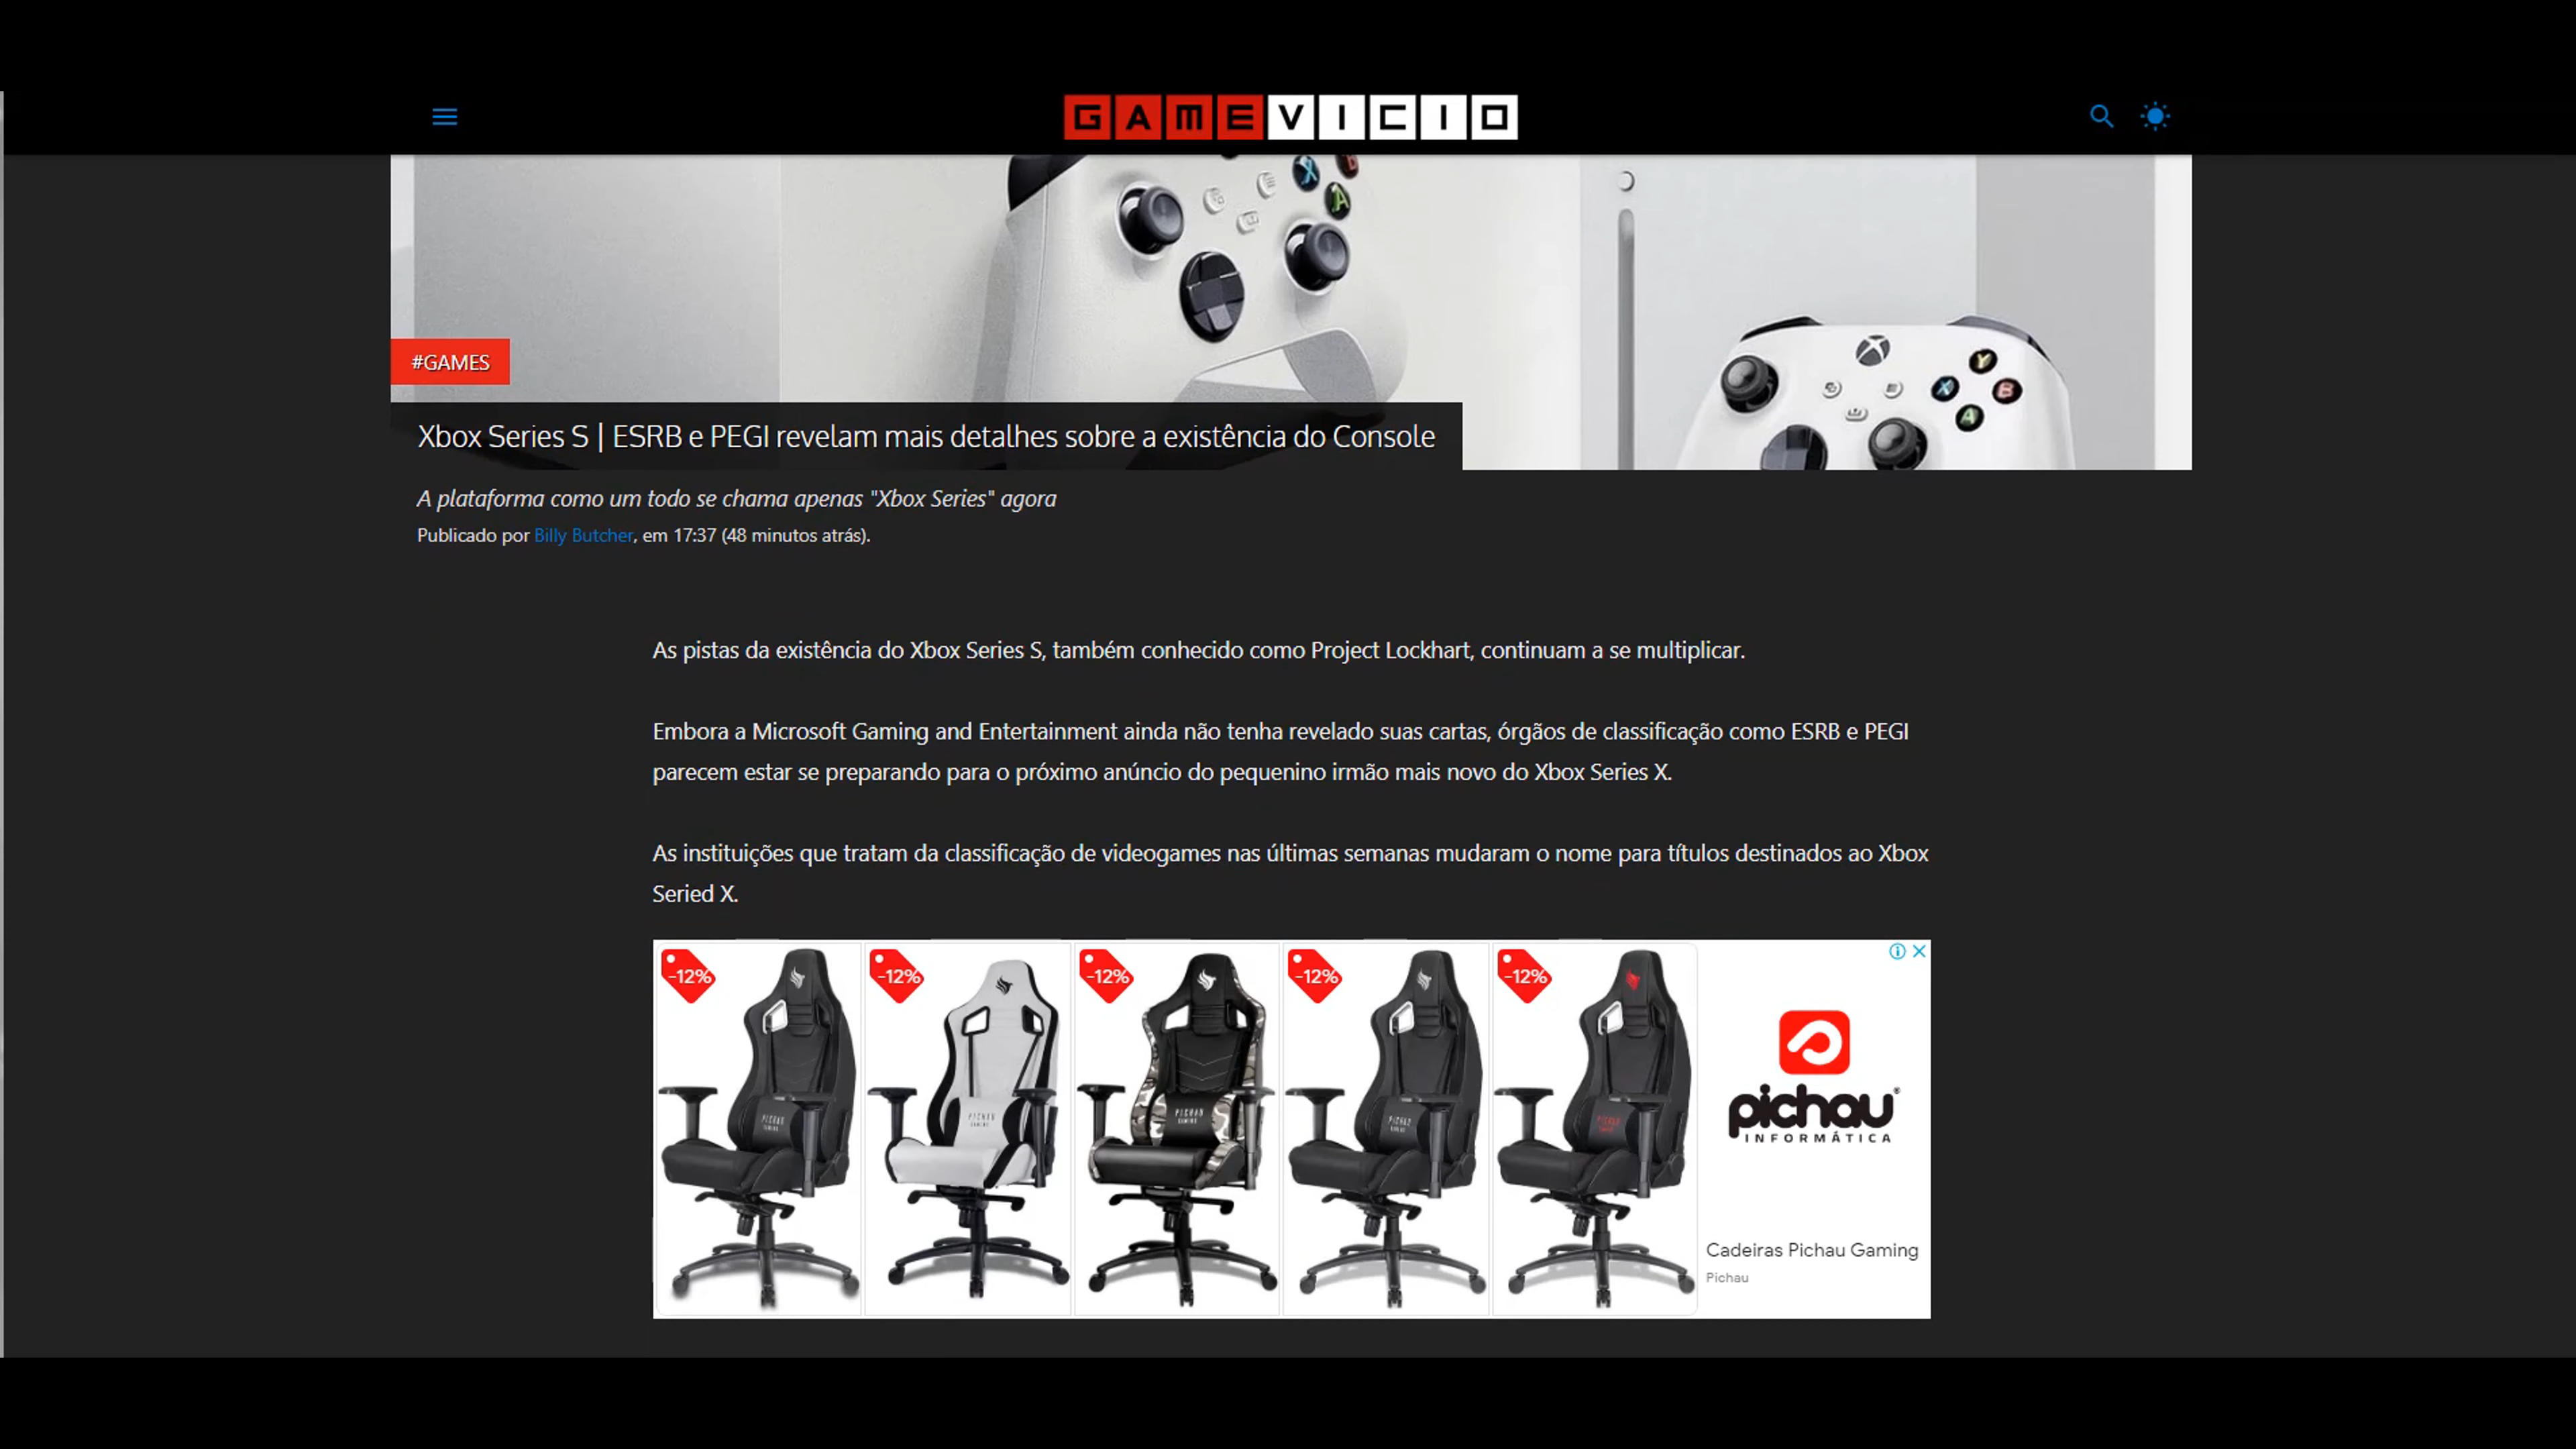 GAMEVICIO
#GAMES
Xbox Series S | ESRB e PEGI revelam mais detalhes sobre a existência do Console
A plataforma como um todo se chama apenas "Xbox Series" agora
Publicado por Billy Butcher, em 17:37 (48 minutos atrás).
As pistas da existência do Xbox Series S, também conhecido como Project Lockhart, continuam a se multiplicar.
Embora a Microsoft Gaming and Entertainment ainda não tenha revelado suas cartas, órgãos de classificação como ESRB e PEGI
parecem estar se preparando para o próximo anúncio do pequenino irmão mais novo do Xbox Series X.
As instituições que tratam da classificação de videogames nas últimas semanas mudaram o nome para títulos destinados ao Xbox
Seried X.
-12% -12% -12% -12% -12%
PICHAU GAMING
pichau
INFORMÁTICA
Cadeiras Pichau Gaming
Pichau